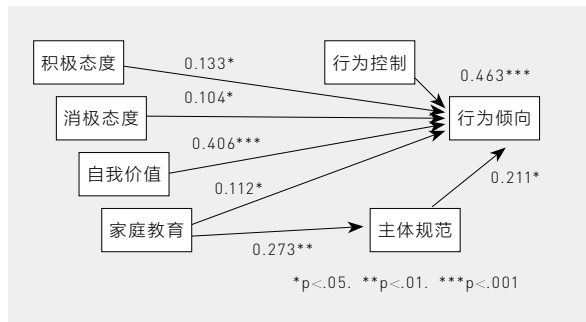 积极态度
0.133*
行为控制
0.463***
消极态度
0.104*
行为倾向
0.406***
自我价值
0.112*
0.211*
家庭教育
主体规范
0.273**
*p<.05. **p<.01. ***p<.001